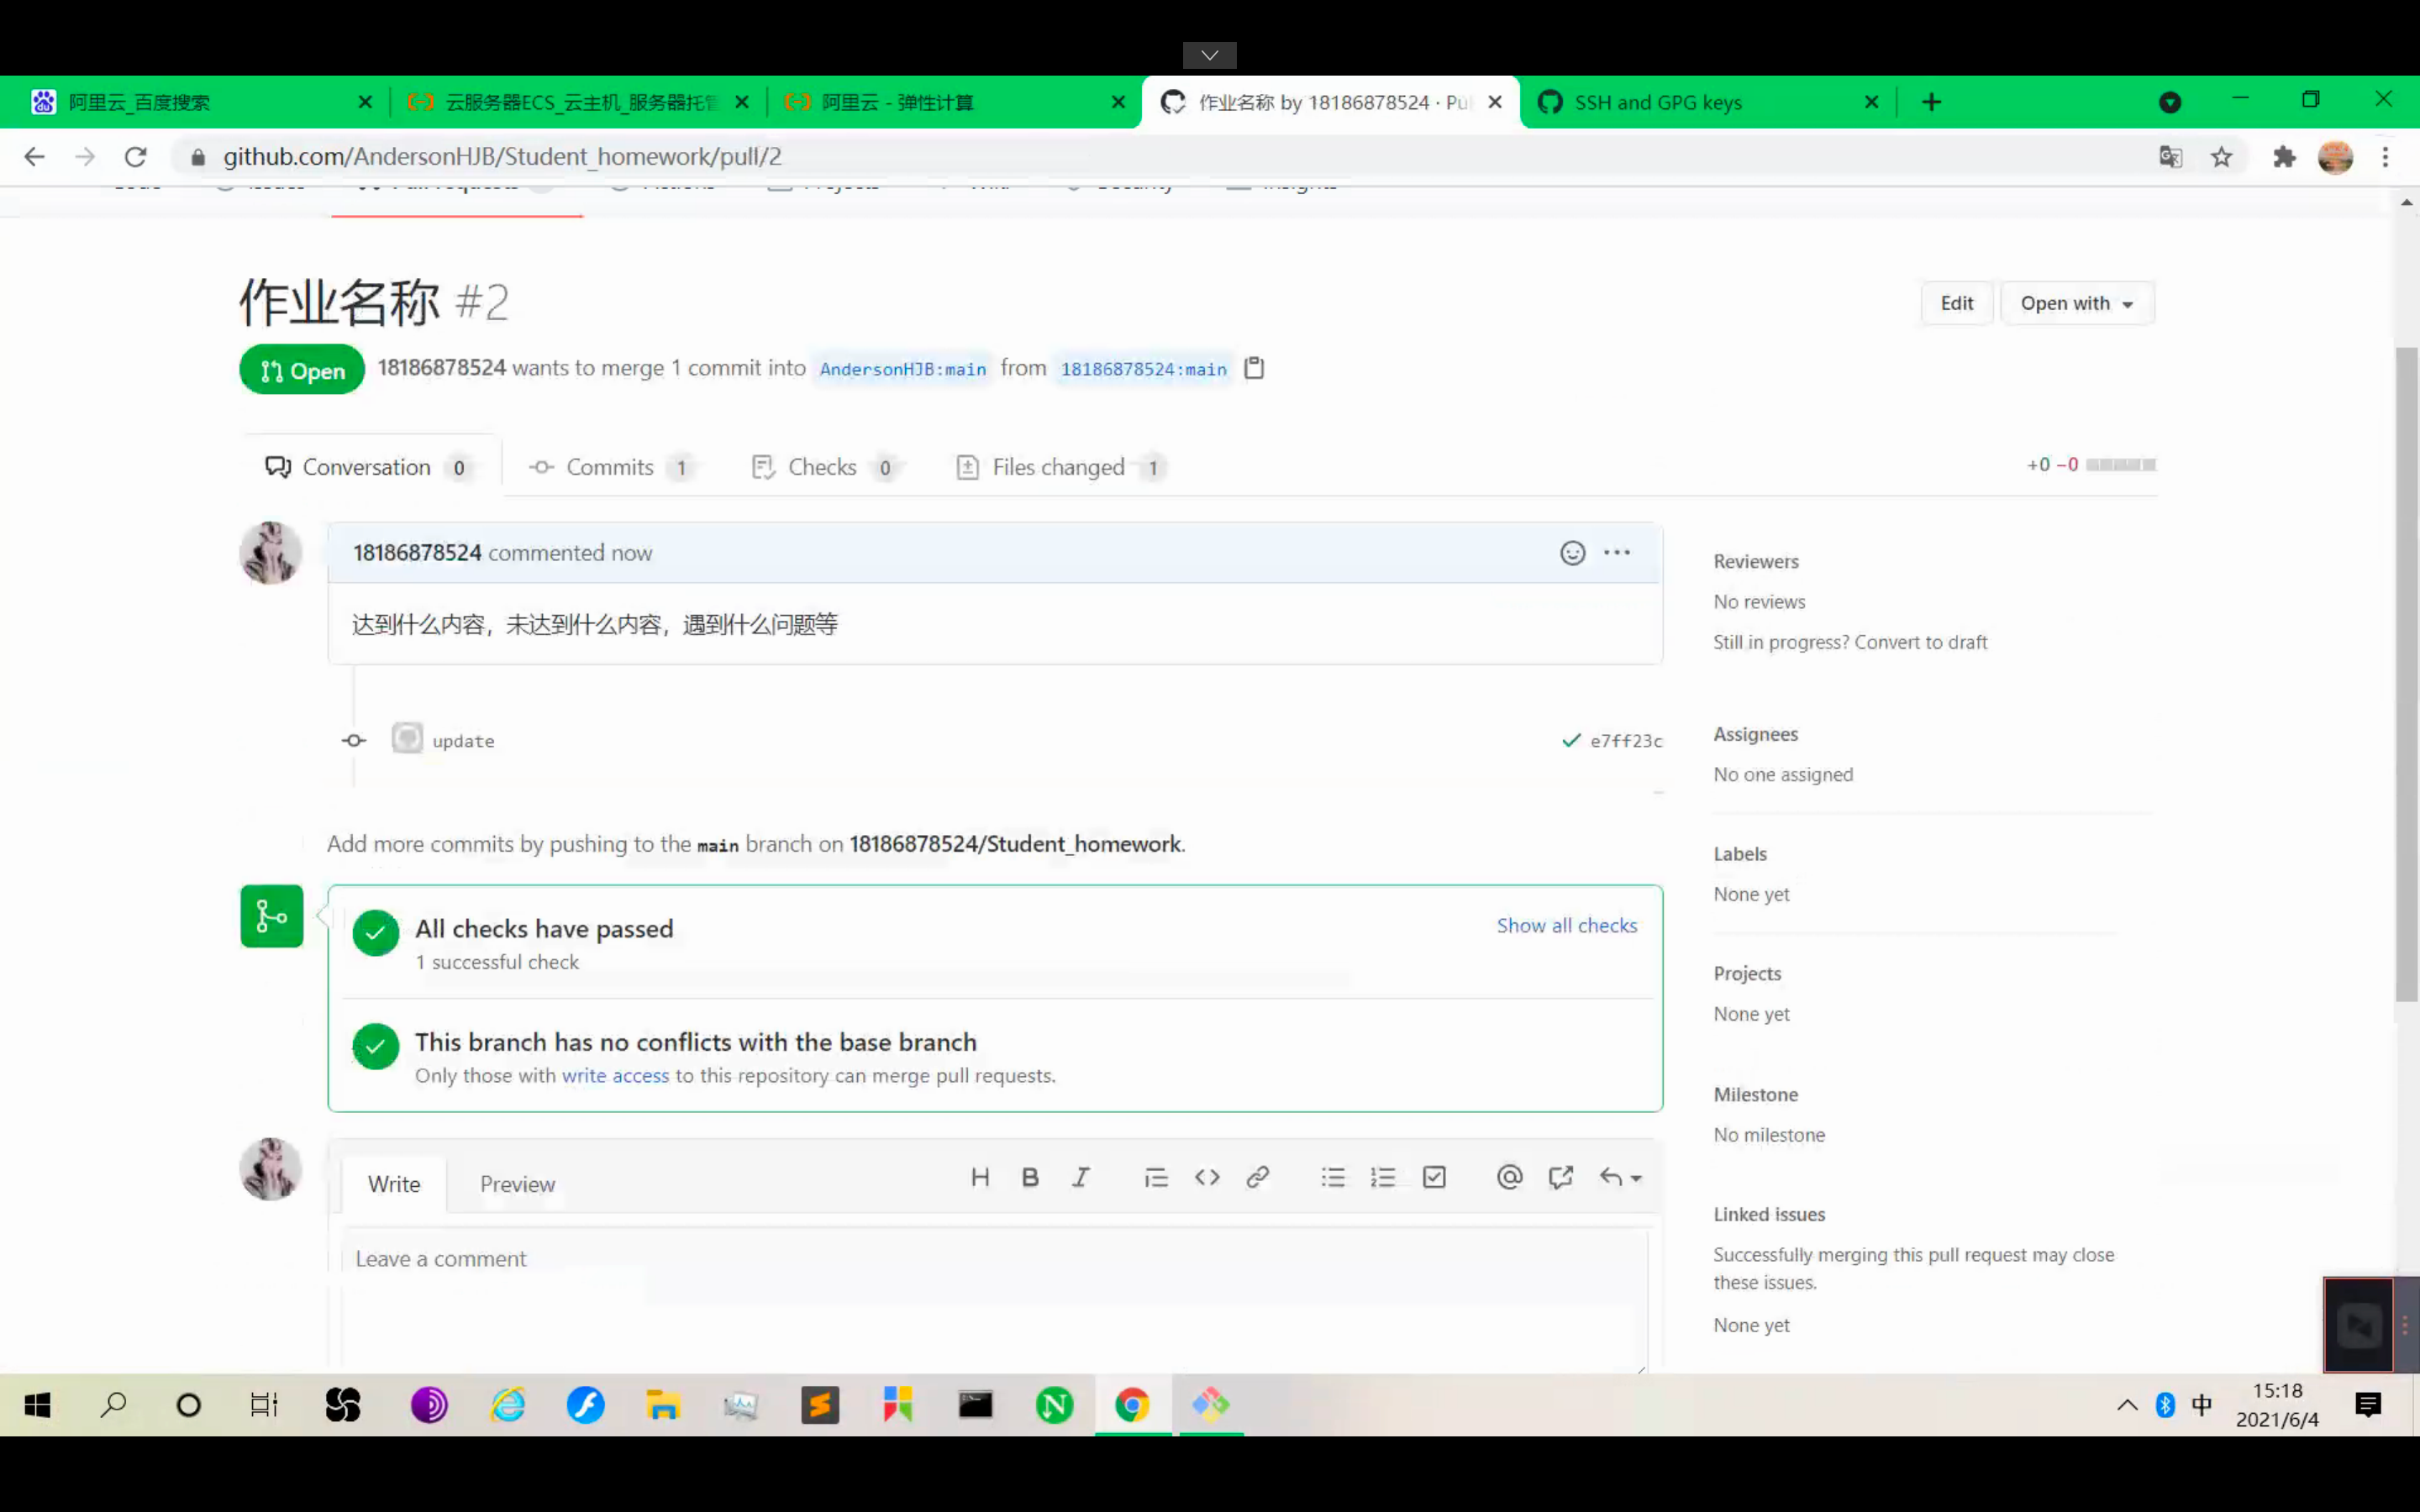 阿里云_百度搜索
云服务器ECS_云主机_服务器托管
阿里云 - 弹性计算
作业名称 by 18186878524 · Pul
SSH and GPG keys
github.com/AndersonHJB/Student_homework/pull/2
Code Issues Pull requests Actions Projects Wiki Security Insights
作业名称 #2
Edit
Open with
Open
18186878524 wants to merge 1 commit into AndersonHJB:main from 18186878524:main
Conversation 0
Commits 1
Checks 0
Files changed 1
+0 −0
18186878524 commented now
达到什么内容，未达到什么内容，遇到什么问题等
update
e7ff23c
Add more commits by pushing to the main branch on 18186878524/Student_homework.
All checks have passed
1 successful check
Show all checks
This branch has no conflicts with the base branch
Only those with write access to this repository can merge pull requests.
Write
Preview
Leave a comment
Reviewers
No reviews
Still in progress? Convert to draft
Assignees
No one assigned
Labels
None yet
Projects
None yet
Milestone
No milestone
Linked issues
Successfully merging this pull request may close
these issues.
None yet
中
15:18
2021/6/4